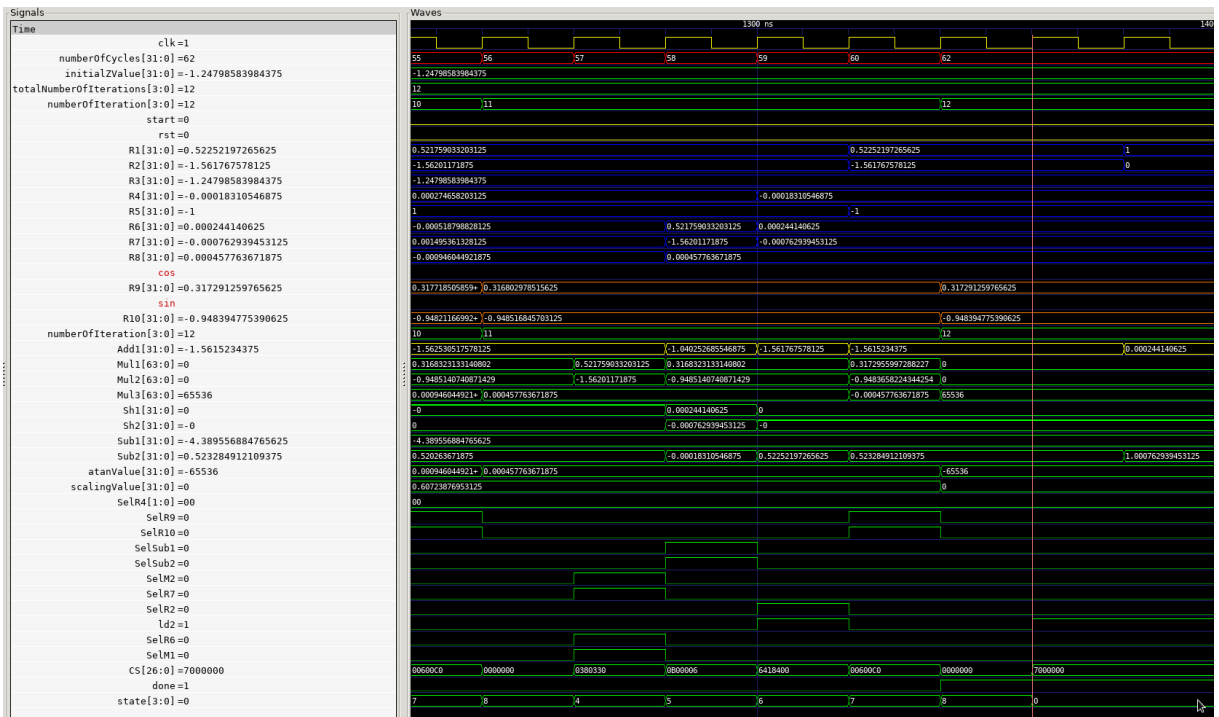 Signals
Waves
Time
1300 ns
140
clk=1
numberOfCycles[31:0]=62
55 56 57 58 59 60 62
initialZValue[31:0]=-1.24798583984375
-1.24798583984375
totalNumberOfIterations[3:0]=12
12
numberOfIteration[3:0]=12
10 11 12
start=0
rst=0
R1[31:0]=0.52252197265625
0.521759033203125 0.52252197265625 1
R2[31:0]=-1.561767578125
-1.56201171875 -1.561767578125 0
R3[31:0]=-1.24798583984375
-1.24798583984375
R4[31:0]=-0.00018310546875
0.000274658203125 -0.00018310546875
R5[31:0]=-1
1 -1
R6[31:0]=0.000244140625
-0.000518798828125 0.521759033203125 0.000244140625
R7[31:0]=-0.000762939453125
0.001495361328125 -1.56201171875 -0.000762939453125
R8[31:0]=0.000457763671875
-0.000946044921875 0.000457763671875
cos
R9[31:0]=0.317291259765625
0.317718505859+ 0.316802978515625 0.317291259765625
sin
R10[31:0]=-0.948394775390625
-0.94821166992+ -0.948516845703125 -0.948394775390625
numberOfIteration[3:0]=12
10 11 12
Add1[31:0]=-1.5615234375
-1.562530517578125 -1.040252685546875 -1.561767578125 -1.5615234375 0.000244140625
Mul1[63:0]=0
0.3168323133140802 0.521759033203125 0.3168323133140802 0.3172955997288227 0
Mul2[63:0]=0
-0.9485140740871429 -1.56201171875 -0.9485140740871429 -0.9483658224344254 0
Mul3[63:0]=65536
0.000946044921+ 0.000457763671875 -0.000457763671875 65536
Sh1[31:0]=0
-0 0.000244140625 0
Sh2[31:0]=-0
0 -0.000762939453125 -0
Sub1[31:0]=-4.389556884765625
-4.389556884765625
Sub2[31:0]=0.523284912109375
0.520263671875 -0.00018310546875 0.52252197265625 0.523284912109375 1.000762939453125
atanValue[31:0]=-65536
0.000946044921+ 0.000457763671875 -65536
scalingValue[31:0]=0
0.60723876953125 0
SelR4[1:0]=00
00
SelR9=0
SelR10=0
SelSub1=0
SelSub2=0
SelM2=0
SelR7=0
SelR2=0
ld2=1
SelR6=0
SelM1=0
CS[26:0]=7000000
00600C0 0000000 0380330 0B00006 6418400 00600C0 0000000 7000000
done=1
state[3:0]=0
7 8 4 5 6 7 8 0